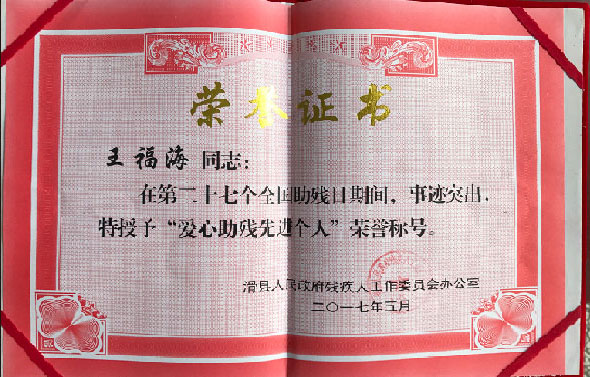 荣誉证书
王福海 同志：
在第二十七个全国助残日期间，事迹突出，
特授予“爱心助残先进个人”荣誉称号。
滑县人民政府残疾人工作委员会办公室
二〇一七年五月